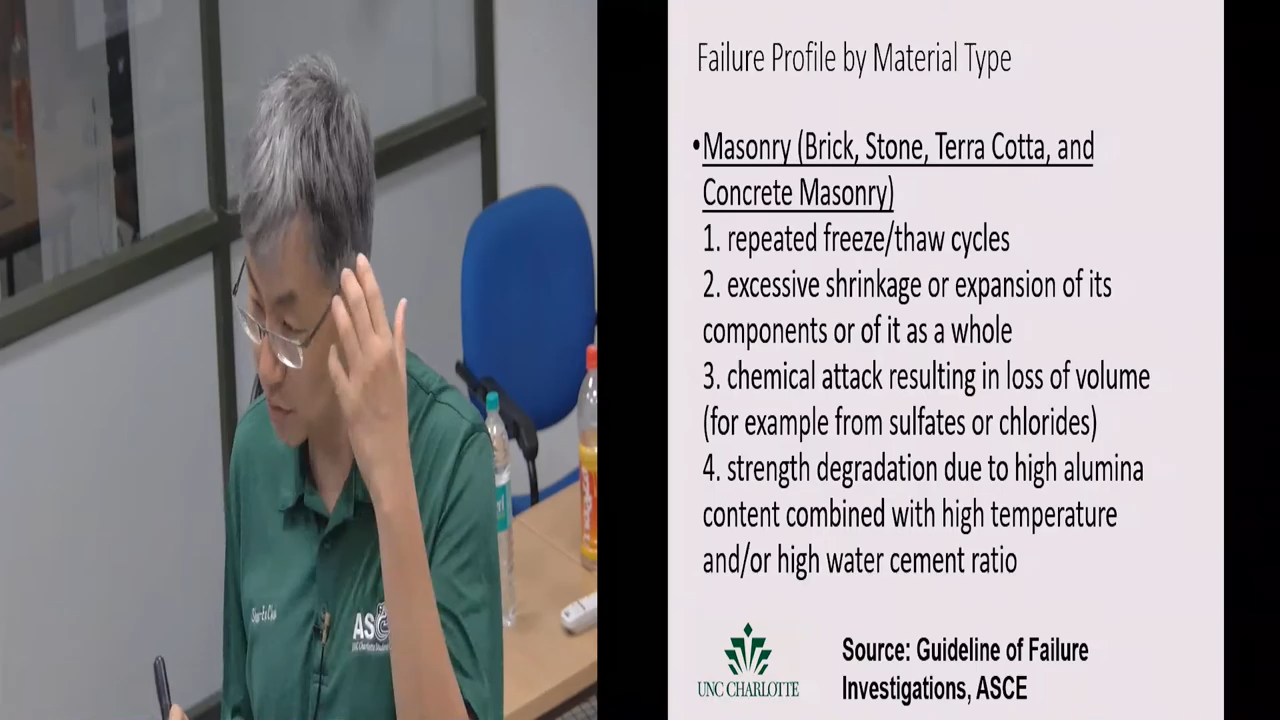 Failure Profile by Material Type
•Masonry (Brick, Stone, Terra Cotta, and
Concrete Masonry)
1. repeated freeze/thaw cycles
2. excessive shrinkage or expansion of its
components or of it as a whole
3. chemical attack resulting in loss of volume
(for example from sulfates or chlorides)
4. strength degradation due to high alumina
content combined with high temperature
and/or high water cement ratio
UNC CHARLOTTE
Source: Guideline of Failure
Investigations, ASCE
UNC Charlotte